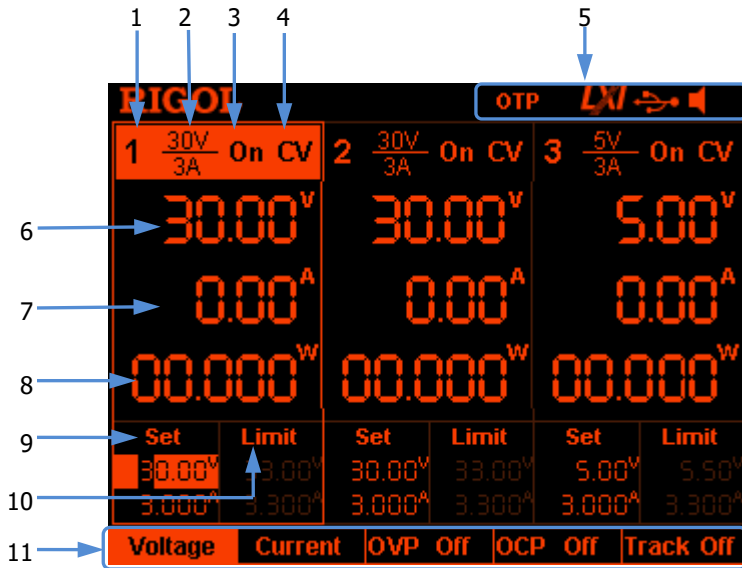 1 2 3 4 5
RIGOL OTP LXI
1 30V/3A On CV 2 30V/3A On CV 3 5V/3A On CV
6 30.00V 30.00V 5.00V
7 0.00A 0.00A 0.00A
8 00.000W 00.000W 00.000W
9 Set Limit Set Limit Set Limit
30.00V 33.00V 30.00V 33.00V 5.00V 5.50V
10 3.000A 3.300A 3.000A 3.300A 3.000A 3.300A
11 Voltage Current OVP Off OCP Off Track Off